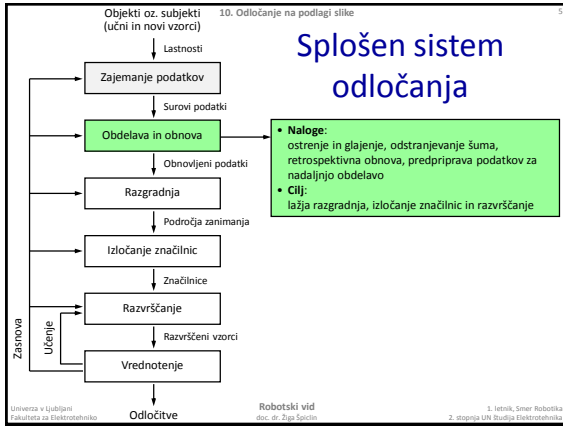 Objekti oz. subjekti
(učni in novi vzorci)
10. Odločanje na podlagi slike
5
Splošen sistem
odločanja
Lastnosti
Zajemanje podatkov
Surovi podatki
Obdelava in obnova
• Naloge:
ostrenje in glajenje, odstranjevanje šuma,
retrospektivna obnova, predpriprava podatkov za
nadaljnjo obdelavo
• Cilj:
lažja razgradnja, izločanje značilnic in razvrščanje
Obnovljeni podatki
Razgradnja
Področja zanimanja
Izločanje značilnic
Značilnice
Razvrščanje
Razvrščeni vzorci
Vrednotenje
Zasnova
Učenje
Odločitve
Univerza v Ljubljani
Fakulteta za Elektrotehniko
Robotski vid
doc. dr. Žiga Špiclin
1. letnik, Smer Robotika
2. stopnja UN študija Elektrotehnika